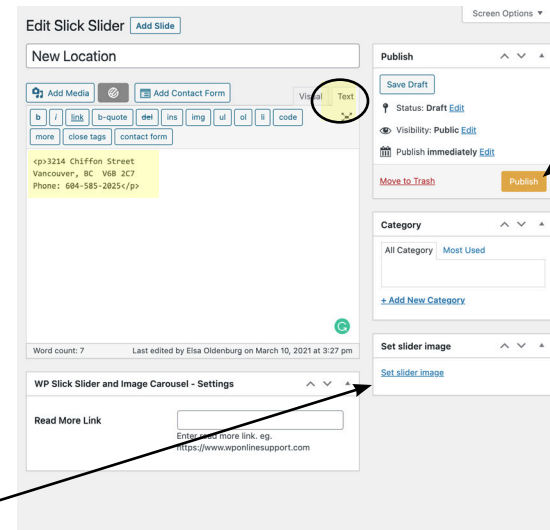 Screen Options ▼
Edit Slick Slider Add Slide
New Location
Add Media Add Contact Form Visual Text
b i link b-quote del ins img ul ol li code
more close tags contact form
<p>3214 Chiffon Street
Vancouver, BC V6B 2C7
Phone: 604-585-2025</p>
Word count: 7 Last edited by Elsa Oldenburg on March 10, 2021 at 3:27 pm
WP Slick Slider and Image Carousel - Settings
Read More Link
Enter read more link. eg.
https://www.wponlinesupport.com
Publish
Save Draft
Status: Draft Edit
Visibility: Public Edit
Publish immediately Edit
Move to Trash Publish
Category
All Category Most Used
+ Add New Category
Set slider image
Set slider image